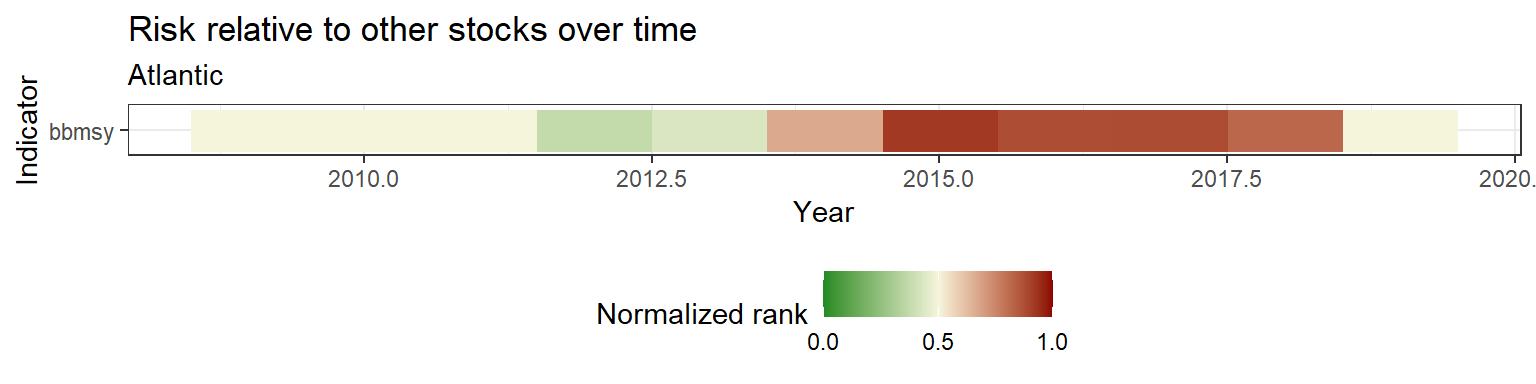 Risk relative to other stocks over time
Atlantic
Indicator
bbmsy
2010.0 2012.5 2015.0 2017.5 2020.
Year
Normalized rank
0.0 0.5 1.0